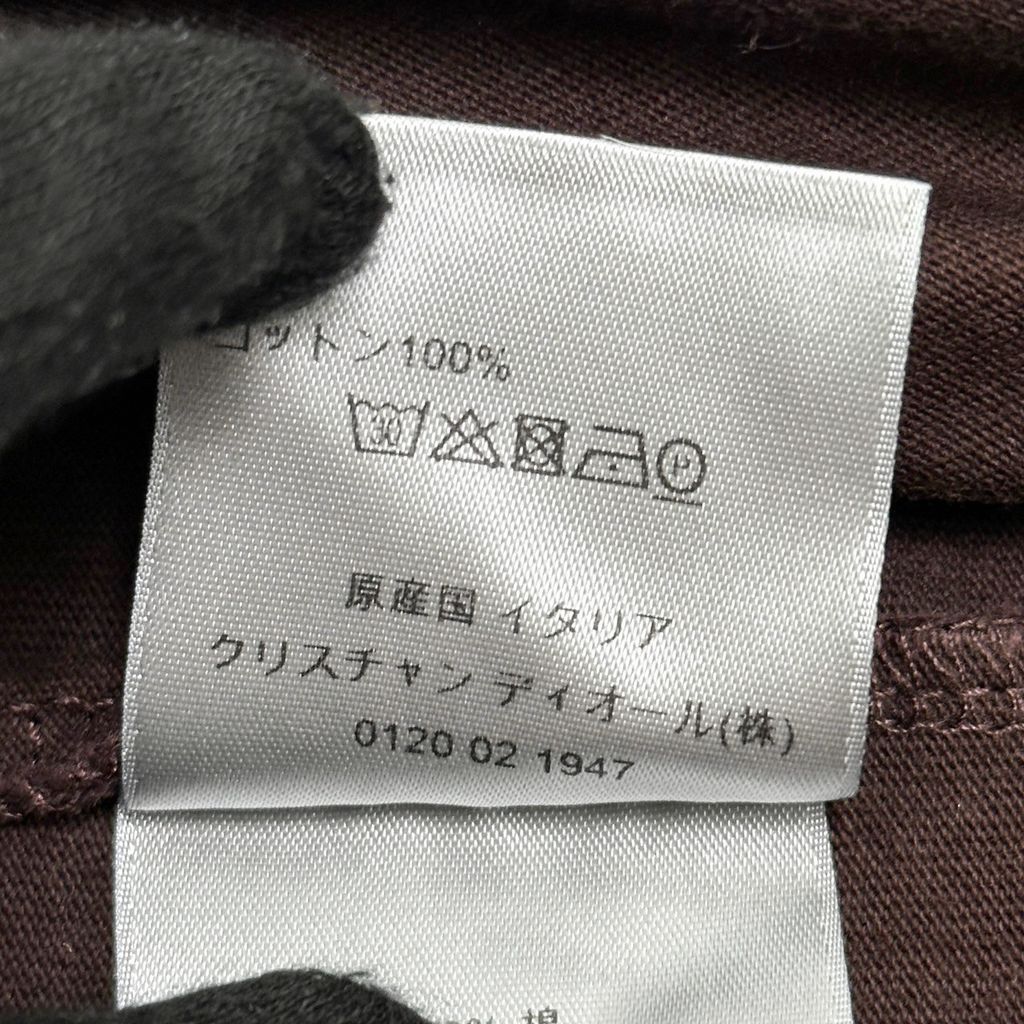 コットン100%
30
P
原産国 イタリア
クリスチャン ディオール(株)
0120 02 1947